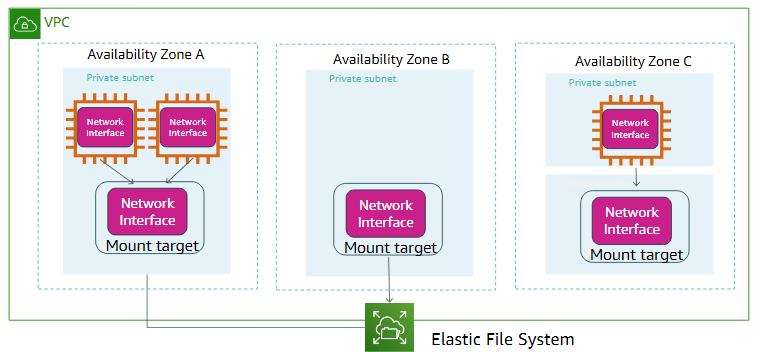 VPC
Availability Zone A
Private subnet
Network
Interface
Network
Interface
Network
Interface
Mount target
Availability Zone B
Private subnet
Network
Interface
Mount target
Availability Zone C
Private subnet
Network
Interface
Network
Interface
Mount target
Elastic File System